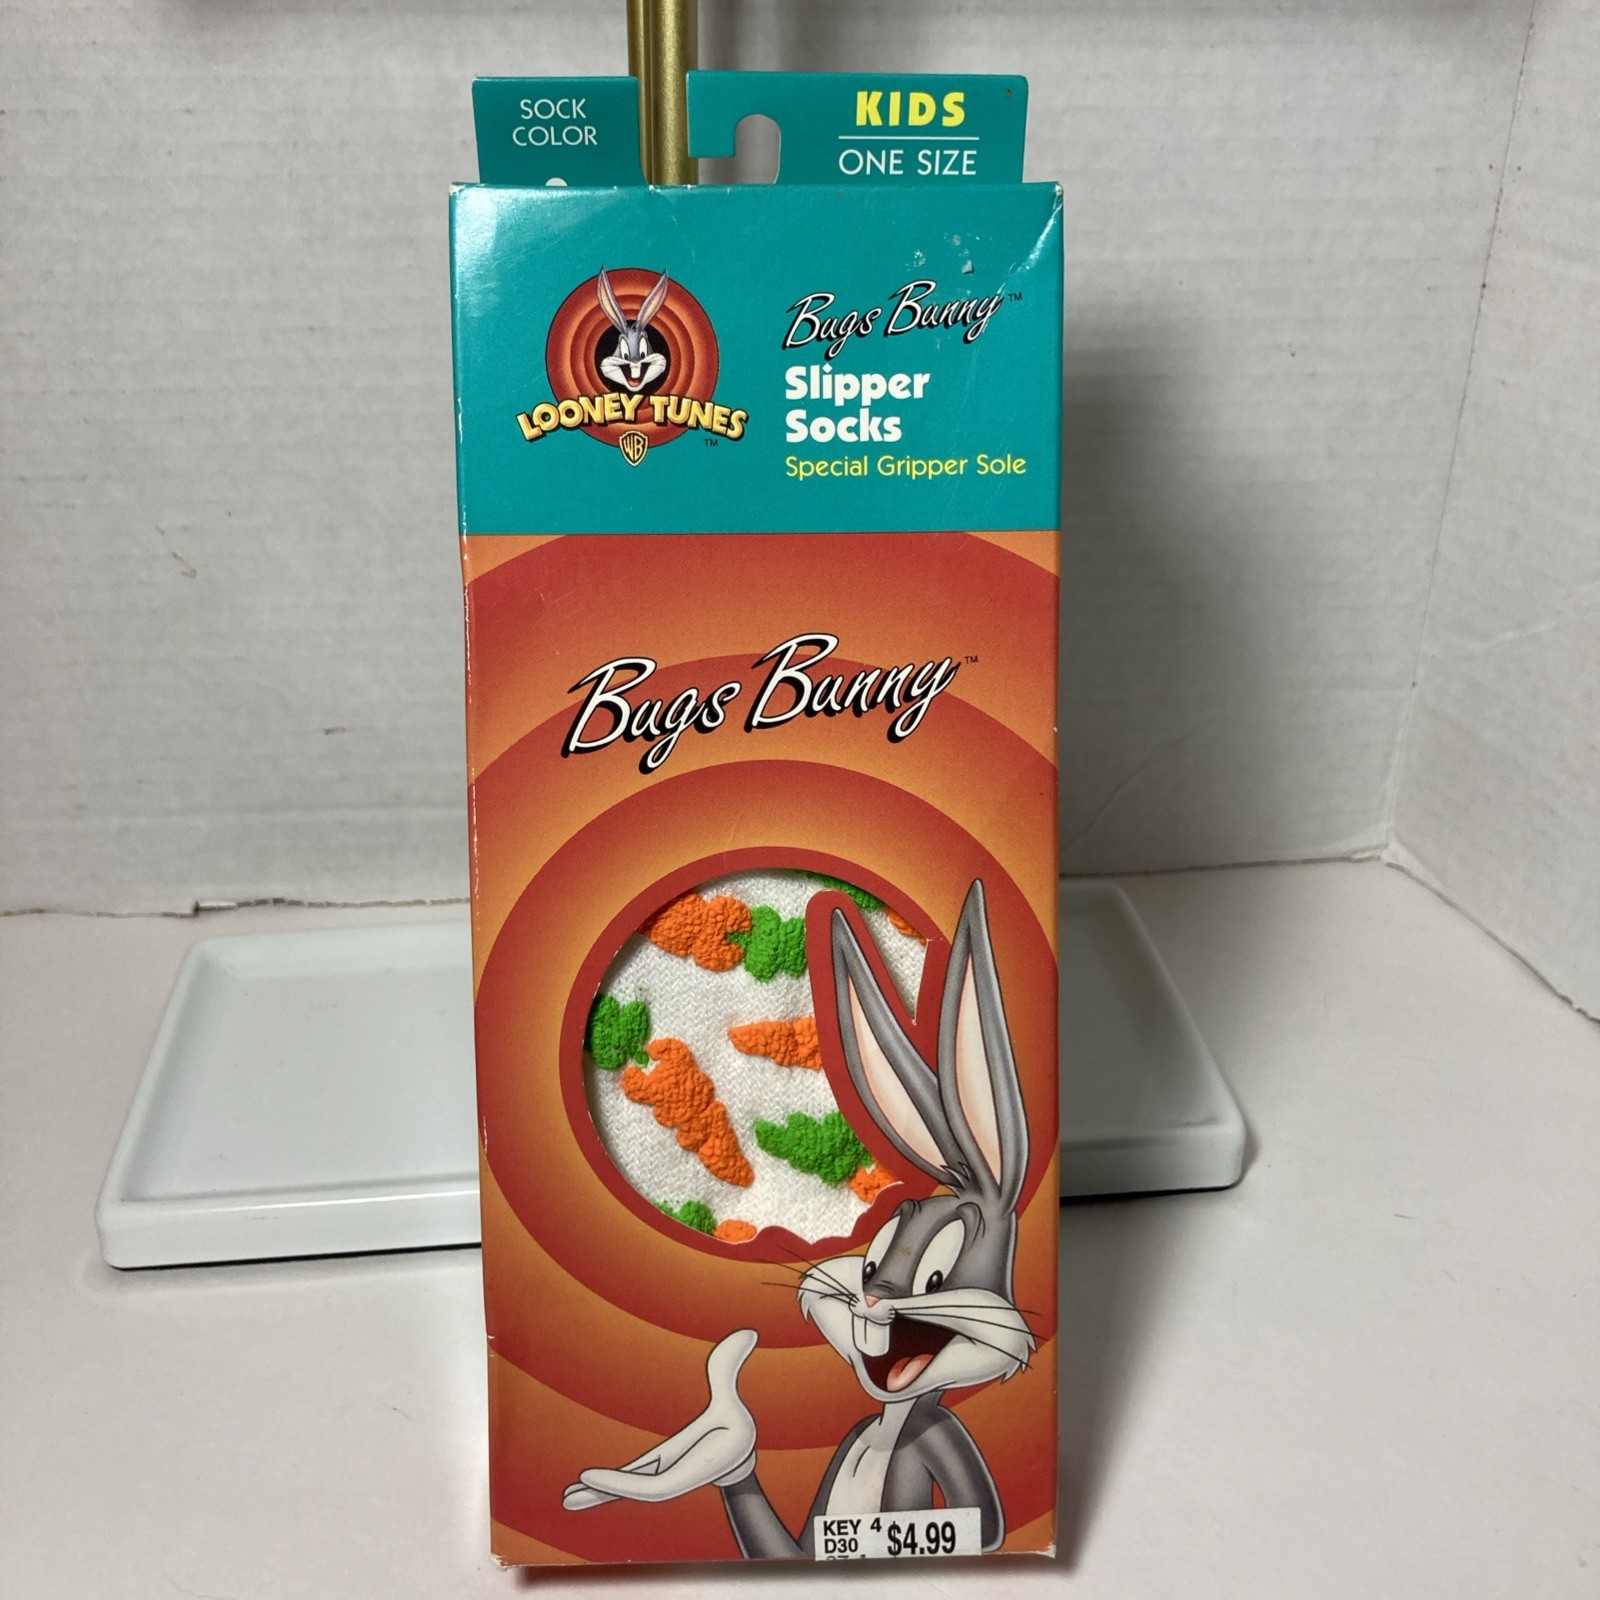 SOCK
COLOR
KIDS
ONE SIZE
LOONEY TUNES
WB
TM
Bugs Bunny™
Slipper
Socks
Special Gripper Sole
Bugs Bunny™
KEY 4
D30
$4.99